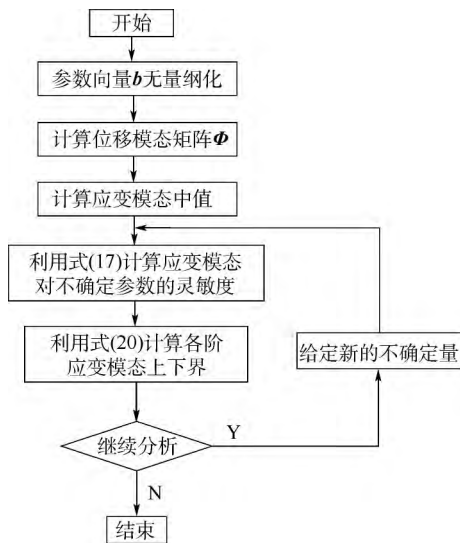 开始
参数向量b无量纲化
计算位移模态矩阵Φ
计算应变模态中值
利用式(17)计算应变模态
对不确定参数的灵敏度
利用式(20)计算各阶
应变模态上下界
给定新的不确定量
继续分析
Y
N
结束